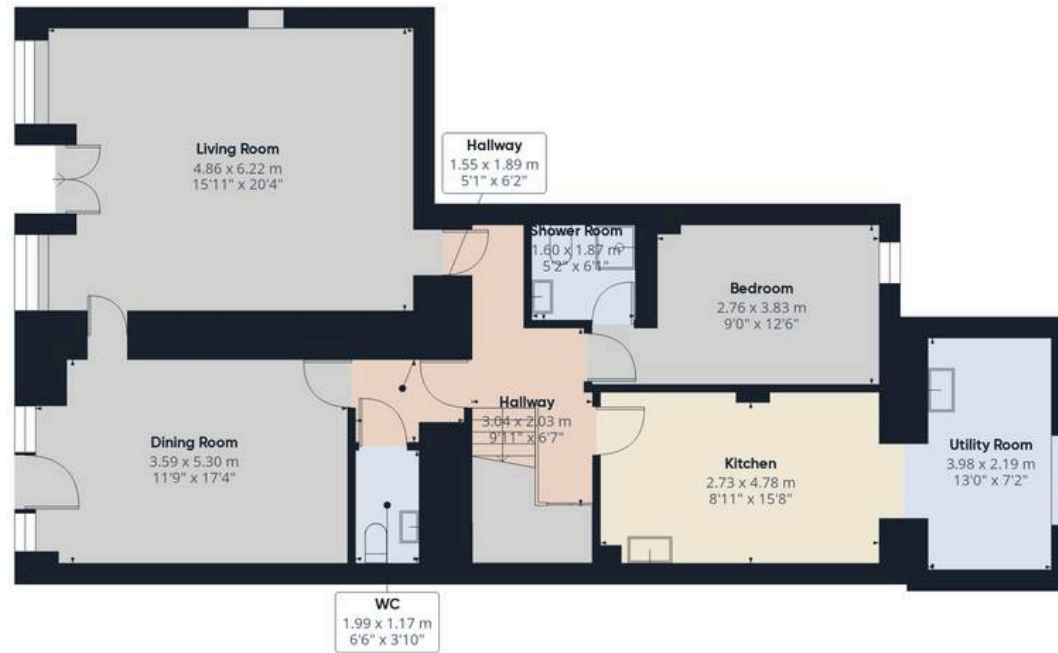 Living Room
4.86 x 6.22 m
15'11" x 20'4"
Hallway
1.55 x 1.89 m
5'1" x 6'2"
Shower Room
1.60 x 1.87 m
5'2" x 6'1"
Bedroom
2.76 x 3.83 m
9'0" x 12'6"
Hallway
3.04 x 2.03 m
9'11" x 6'7"
Dining Room
3.59 x 5.30 m
11'9" x 17'4"
Kitchen
2.73 x 4.78 m
8'11" x 15'8"
Utility Room
3.98 x 2.19 m
13'0" x 7'2"
WC
1.99 x 1.17 m
6'6" x 3'10"